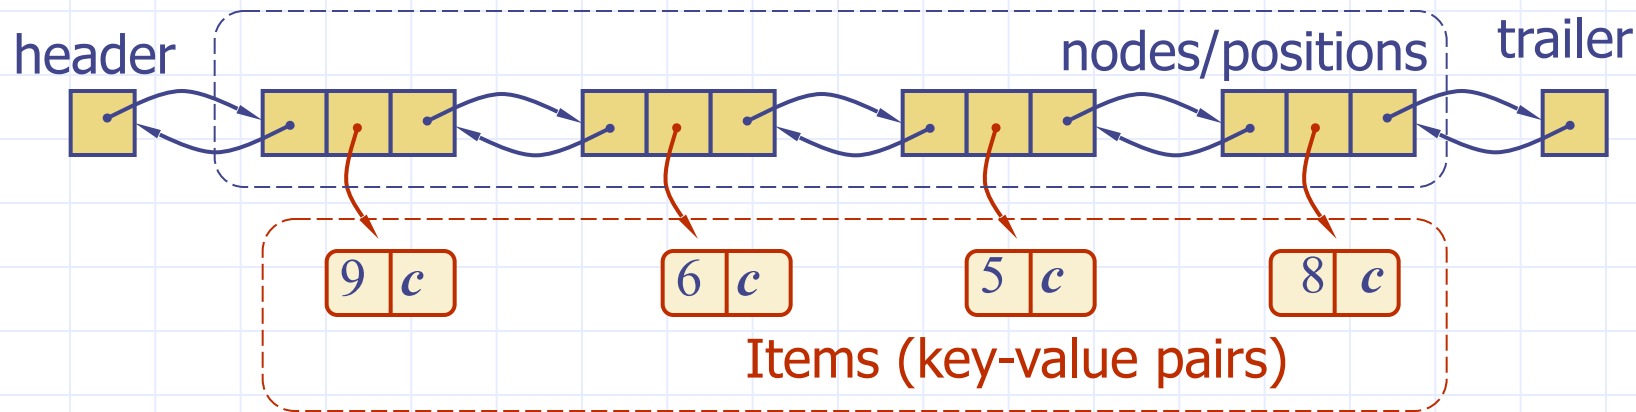 header
nodes/positions
trailer
9 c
6 c
5 c
8 c
Items (key-value pairs)